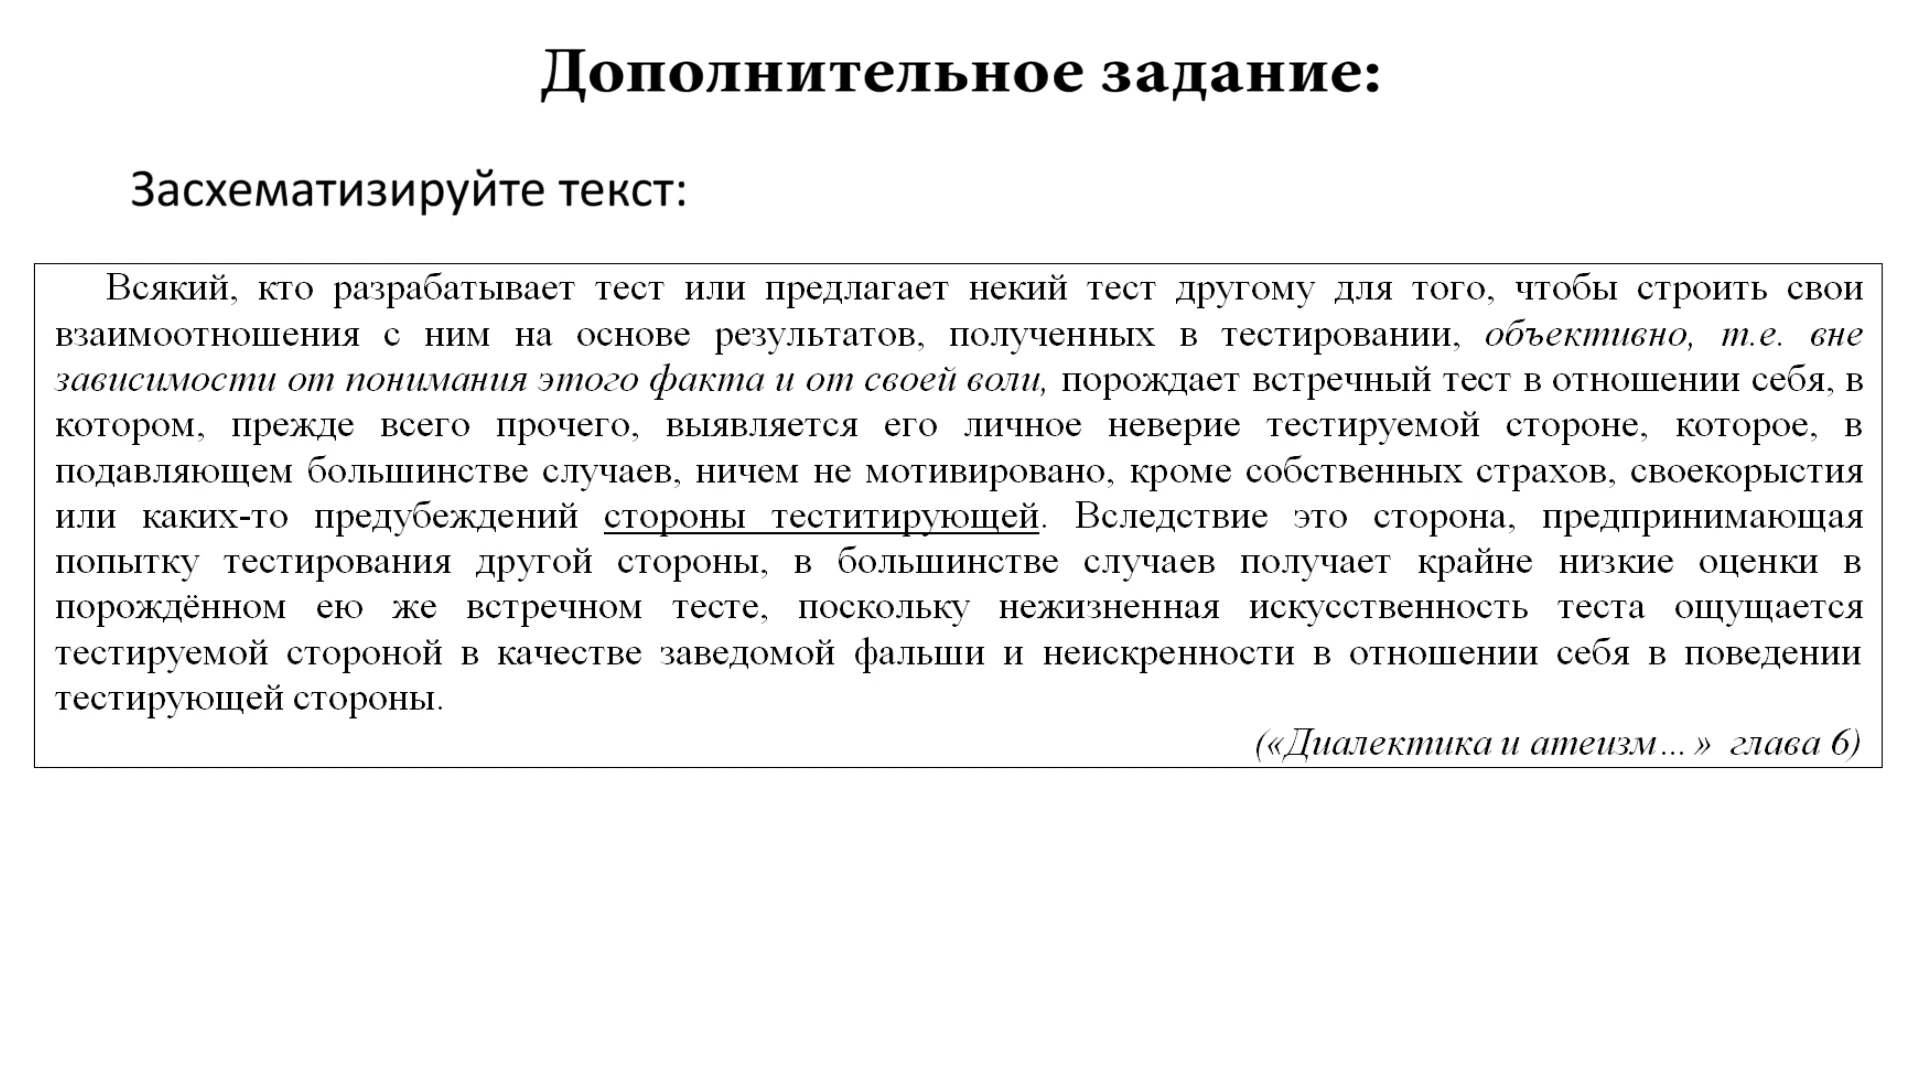 Дополнительное задание:
Засхематизируйте текст:
Всякий, кто разрабатывает тест или предлагает некий тест другому для того, чтобы строить свои
взаимоотношения с ним на основе результатов, полученных в тестировании, объективно, т.е. вне
зависимости от понимания этого факта и от своей воли, порождает встречный тест в отношении себя, в
котором, прежде всего прочего, выявляется его личное неверие тестируемой стороне, которое, в
подавляющем большинстве случаев, ничем не мотивировано, кроме собственных страхов, своекорыстия
или каких-то предубеждений стороны теститирующей. Вследствие это сторона, предпринимающая
попытку тестирования другой стороны, в большинстве случаев получает крайне низкие оценки в
порождённом ею же встречном тесте, поскольку нежизненная искусственность теста ощущается
тестируемой стороной в качестве заведомой фальши и неискренности в отношении себя в поведении
тестирующей стороны.
(«Диалектика и атеизм…» глава 6)